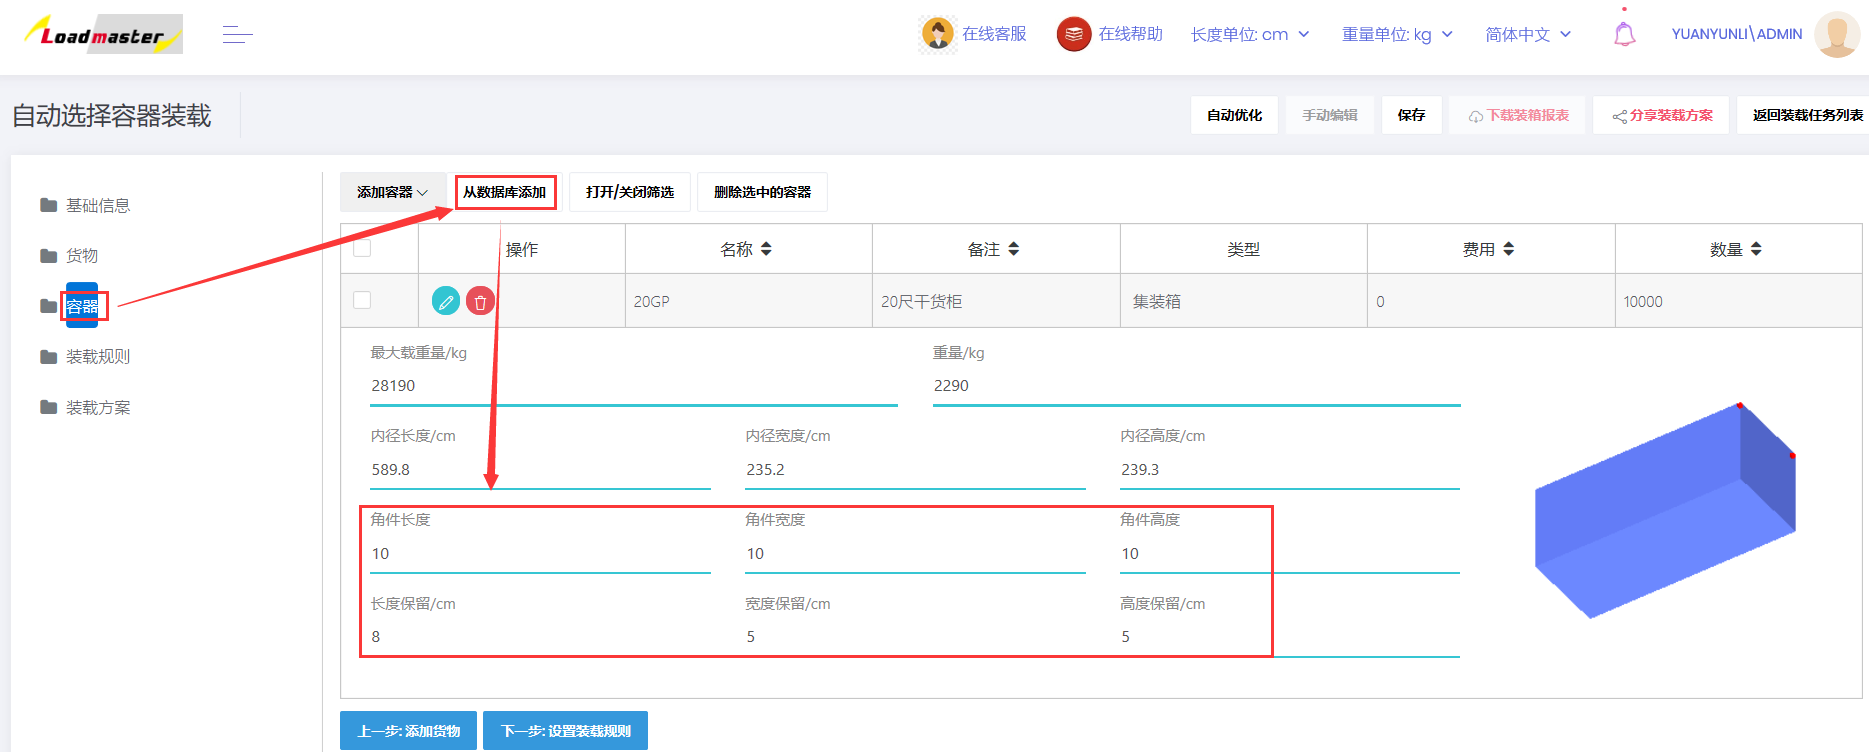 Loadmaster
在线客服
在线帮助
长度单位: cm
重量单位: kg
简体中文
YUANYUNLI\ADMIN
自动选择容器装载
自动优化
手动编辑
保存
下载装箱报表
分享装载方案
返回装载任务列表
基础信息
货物
容器
装载规则
装载方案
添加容器
从数据库添加
打开/关闭筛选
删除选中的容器
操作
名称
备注
类型
费用
数量
20GP
20尺干货柜
集装箱
0
10000
最大载重量/kg
重量/kg
28190
2290
内径长度/cm
内径宽度/cm
内径高度/cm
589.8
235.2
239.3
角件长度
角件宽度
角件高度
10
10
10
长度保留/cm
宽度保留/cm
高度保留/cm
8
5
5
上一步: 添加货物
下一步: 设置装载规则